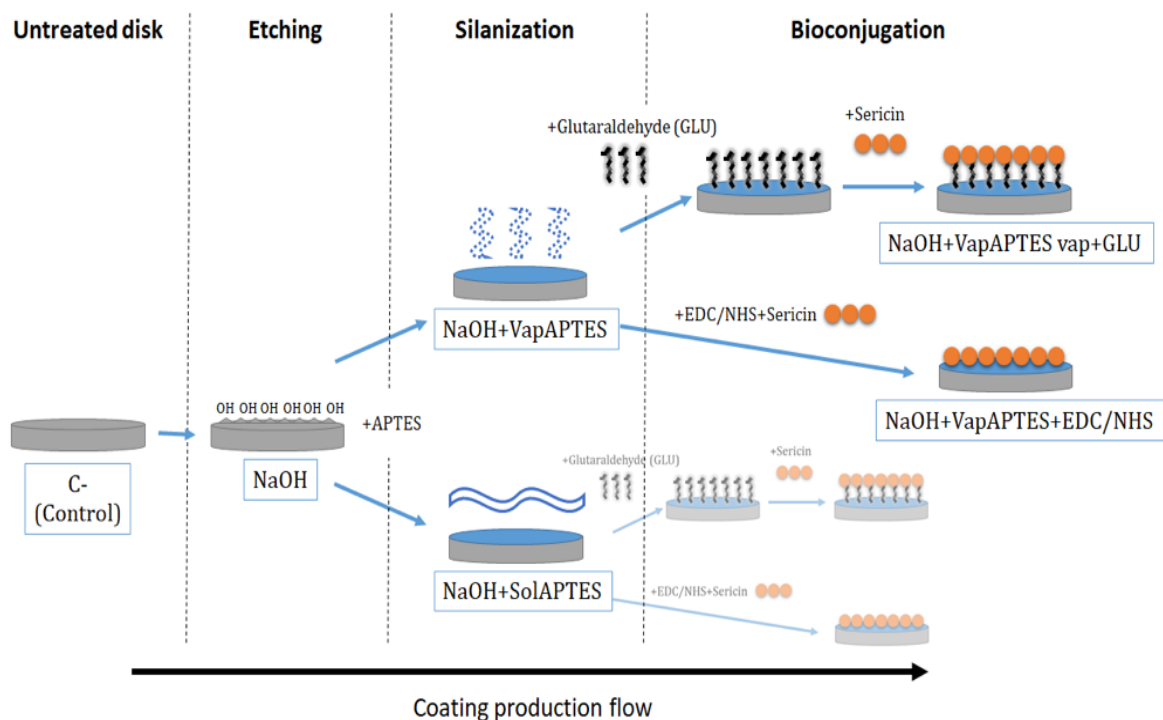 Untreated disk
Etching
Silanization
Bioconjugation
+Glutaraldehyde (GLU)
+Sericin
NaOH+VapAPTES vap+GLU
NaOH+VapAPTES
+EDC/NHS+Sericin
NaOH+VapAPTES+EDC/NHS
OH OH OH OH OH OH
+APTES
C-
(Control)
NaOH
+Glutaraldehyde (GLU)
+Sericin
NaOH+SolAPTES
+EDC/NHS+Sericin
Coating production flow